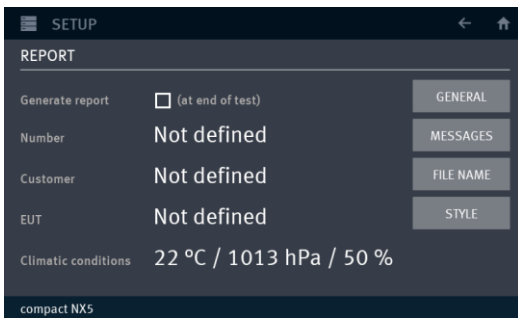 SETUP
REPORT
Generate report (at end of test) GENERAL
Number Not defined MESSAGES
Customer Not defined FILE NAME
EUT Not defined STYLE
Climatic conditions 22 ºC / 1013 hPa / 50 %
compact NX5